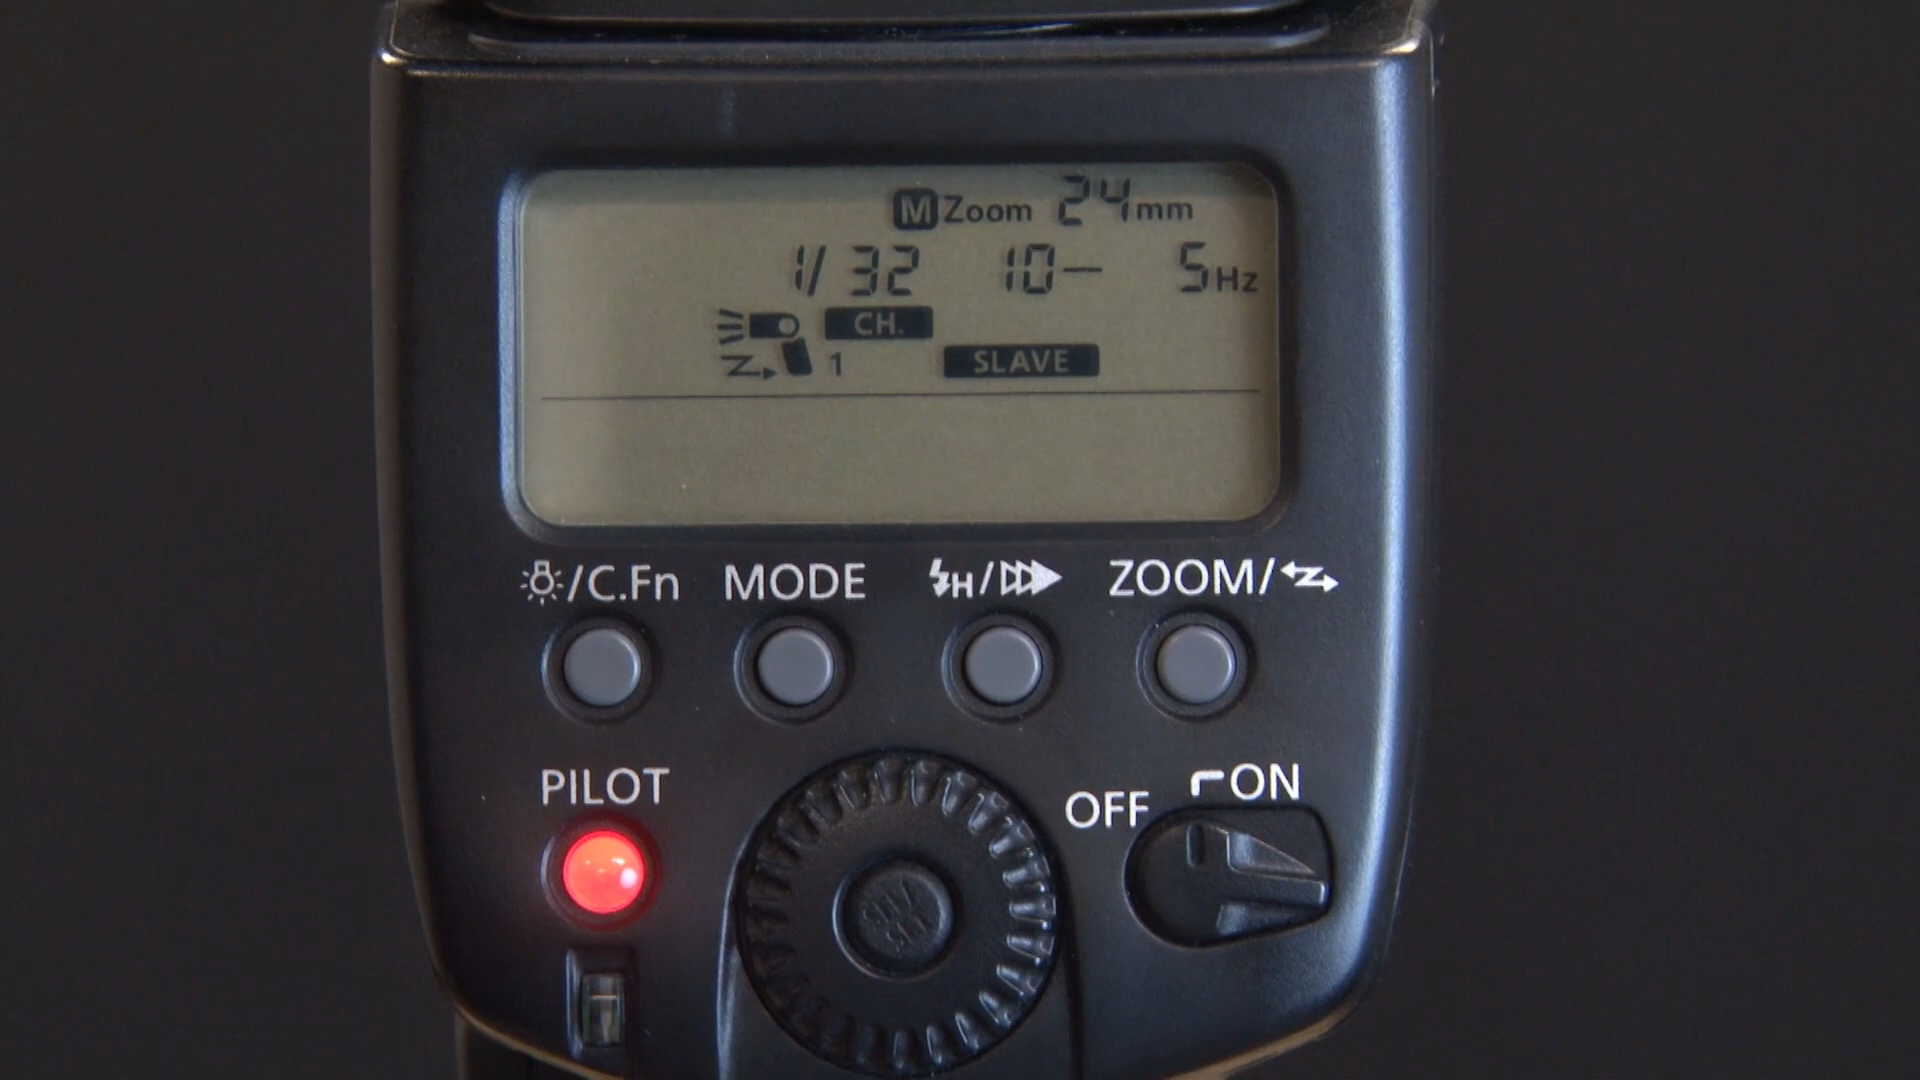 M Zoom 24mm
1/32 10– 5Hz
CH.
1 SLAVE
/C.Fn MODE H/ ZOOM/
PILOT
OFF ON